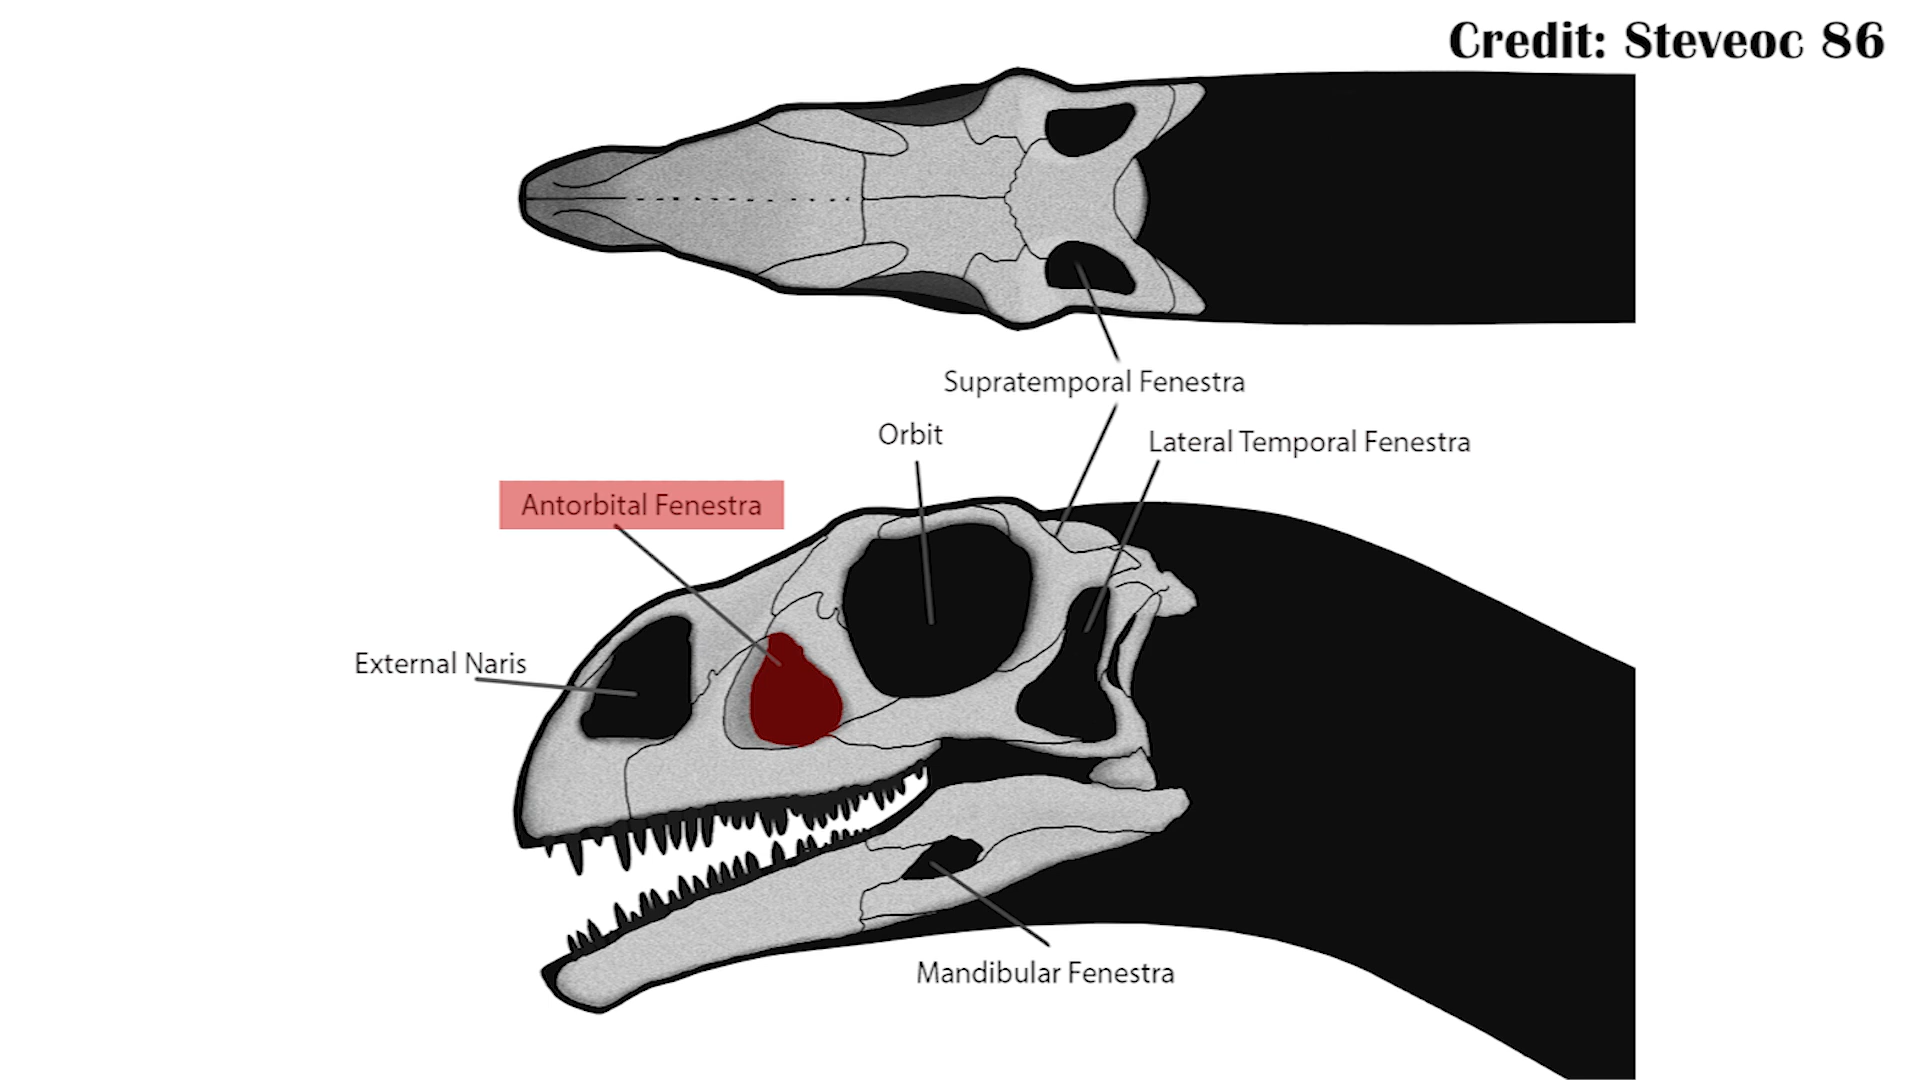 Credit: Steveoc 86
Supratemporal Fenestra
Orbit
Lateral Temporal Fenestra
Antorbital Fenestra
External Naris
Mandibular Fenestra